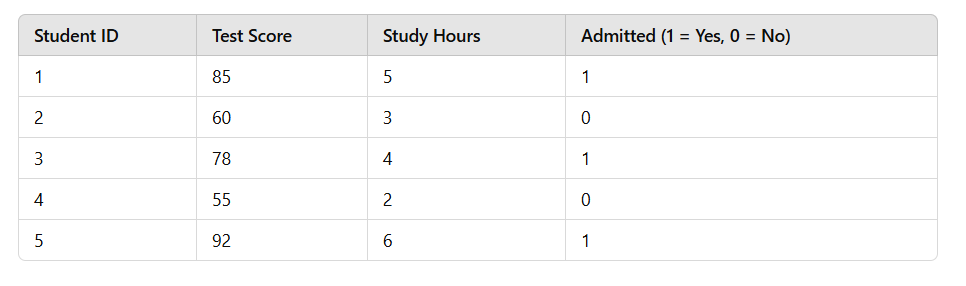 Student ID Test Score Study Hours Admitted (1 = Yes, 0 = No)
1 85 5 1
2 60 3 0
3 78 4 1
4 55 2 0
5 92 6 1